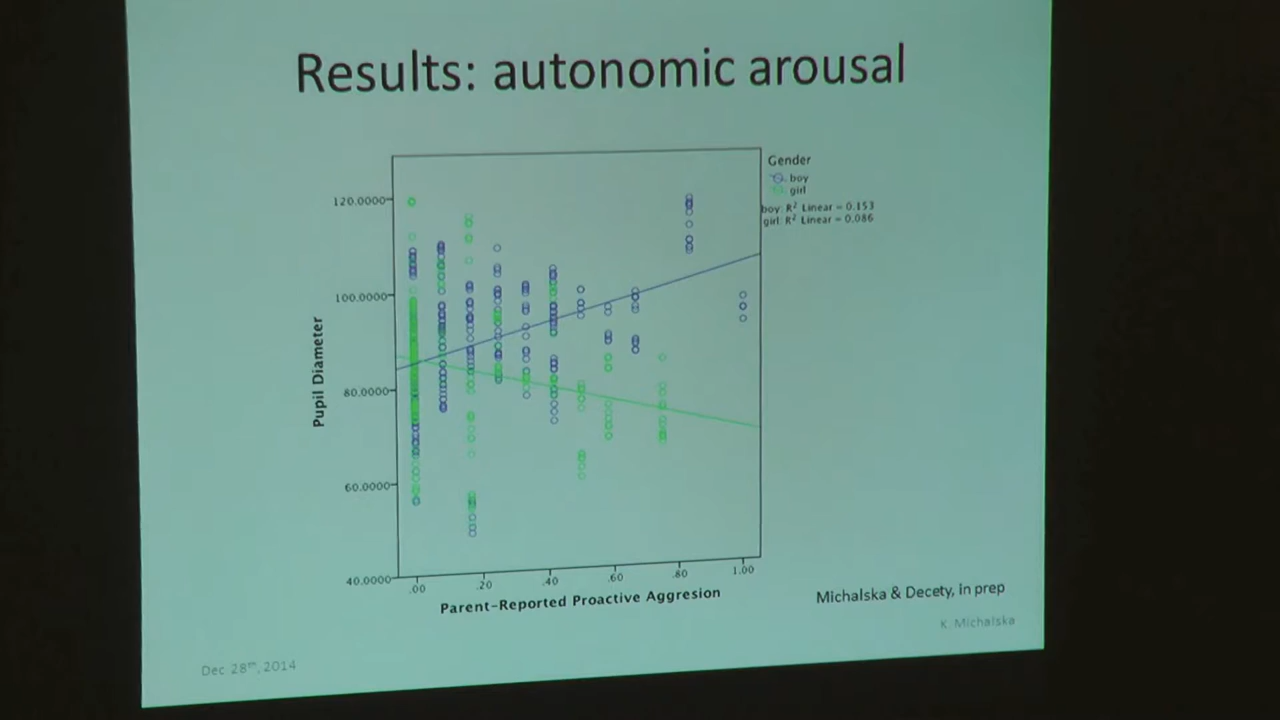 Results: autonomic arousal
Gender
boy
girl
boy: R² Linear = 0.153
girl: R² Linear = 0.086
120.0000
100.0000
80.0000
60.0000
40.0000
Pupil Diameter
.00 .20 .40 .60 .80 1.00
Parent-Reported Proactive Aggresion
Michalska & Decety, in prep
K. Michalska
Dec. 28th, 2014